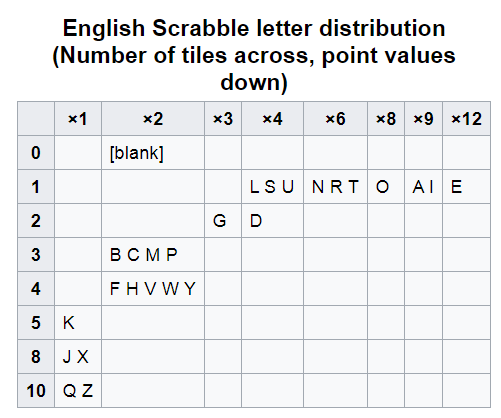 English Scrabble letter distribution
(Number of tiles across, point values
down)
×1 ×2 ×3 ×4 ×6 ×8 ×9 ×12
0 [blank]
1 L S U N R T O A I E
2 G D
3 B C M P
4 F H V W Y
5 K
8 J X
10 Q Z